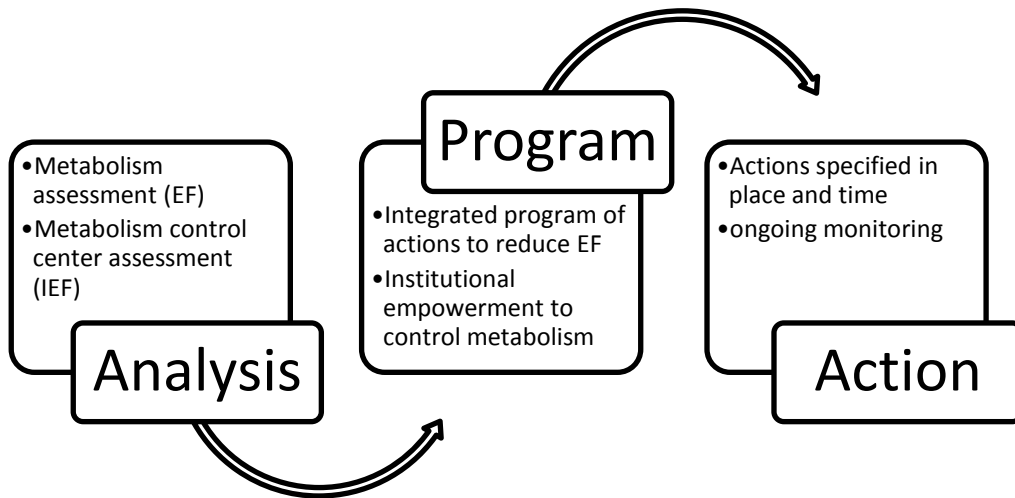 •Metabolism
assessment (EF)
•Metabolism control
center assessment
(IEF)
Analysis
Program
•Integrated program of
actions to reduce EF
•Institutional
empowerment to
control metabolism
•Actions specified in
place and time
•ongoing monitoring
Action